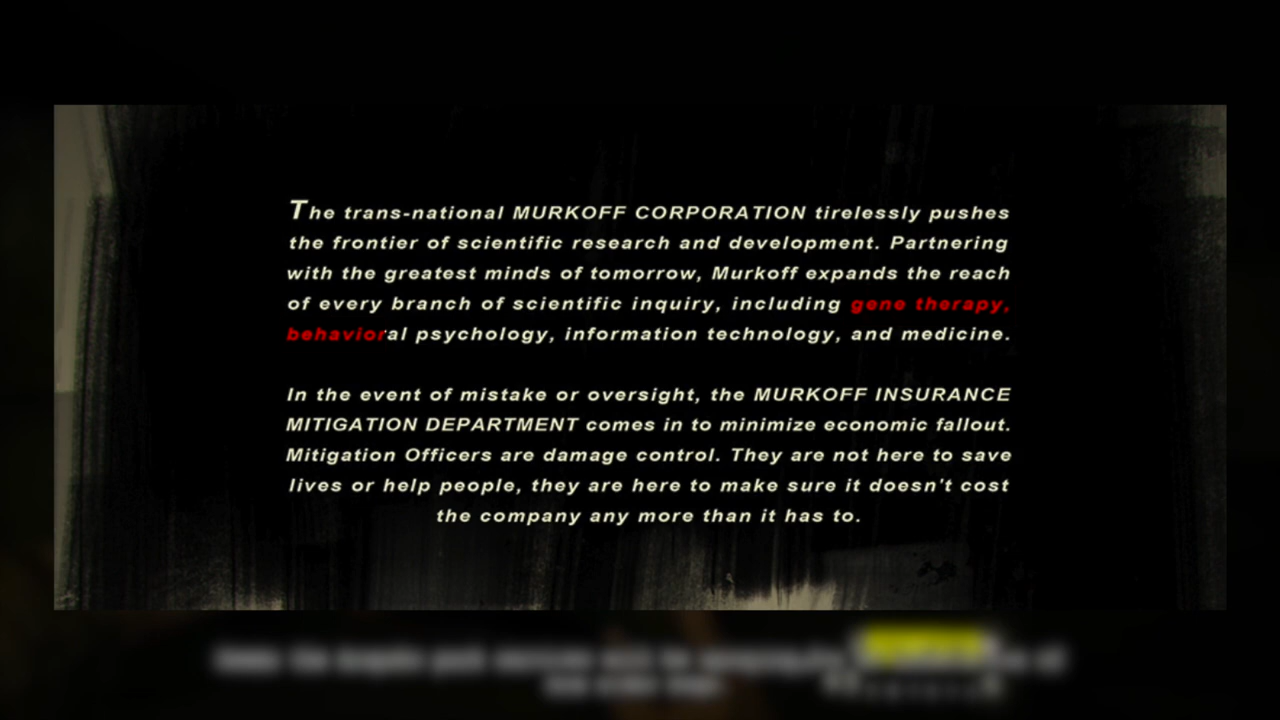 The trans-national MURKOFF CORPORATION tirelessly pushes
the frontier of scientific research and development. Partnering
with the greatest minds of tomorrow, Murkoff expands the reach
of every branch of scientific inquiry, including gene therapy,
behavioral psychology, information technology, and medicine.
In the event of mistake or oversight, the MURKOFF INSURANCE
MITIGATION DEPARTMENT comes in to minimize economic fallout.
Mitigation Officers are damage control. They are not here to save
lives or help people, they are here to make sure it doesn't cost
the company any more than it has to.